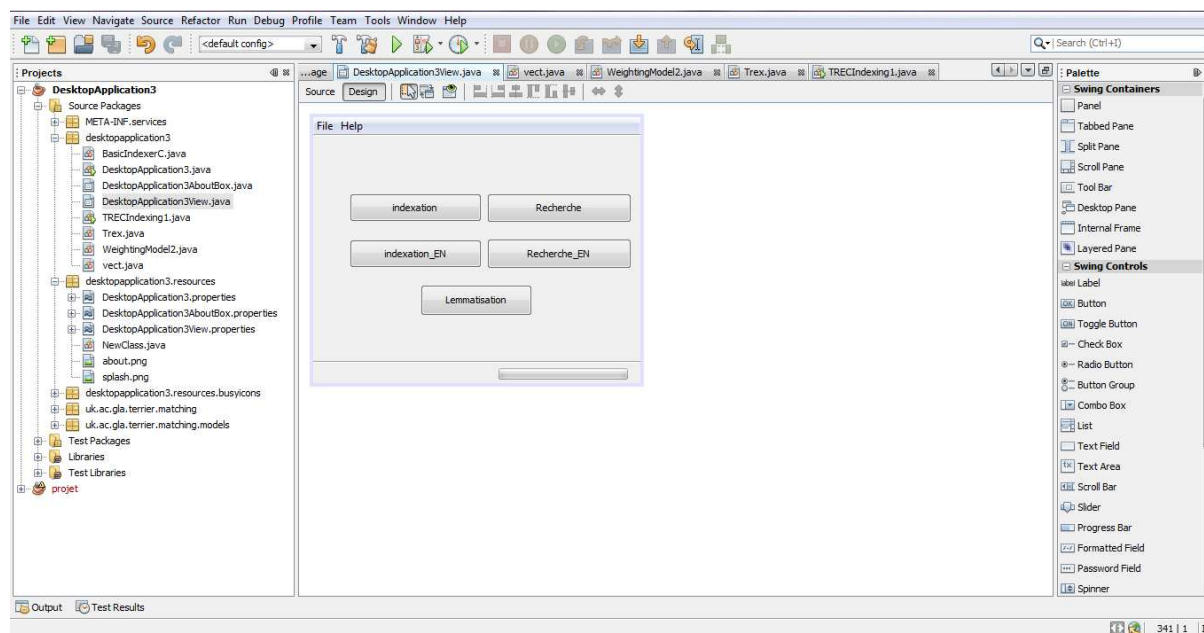 File Edit View Navigate Source Refactor Run Debug Profile Team Tools Window Help
<default config>
Search (Ctrl+I)
Projects
DesktopApplication3
Source Packages
META-INF.services
desktopapplication3
BasicIndexerC.java
DesktopApplication3.java
DesktopApplication3AboutBox.java
DesktopApplication3View.java
TRECIndexing1.java
Trex.java
WeightingModel2.java
vect.java
desktopapplication3.resources
DesktopApplication3.properties
DesktopApplication3AboutBox.properties
DesktopApplication3View.properties
NewClass.java
about.png
splash.png
desktopapplication3.resources.busyicons
uk.ac.gla.terrier.matching
uk.ac.gla.terrier.matching.models
Test Packages
Libraries
Test Libraries
projet
...age DesktopApplication3View.java vect.java WeightingModel2.java Trex.java TRECIndexing1.java
Source Design
File Help
indexation Recherche
indexation_EN Recherche_EN
Lemmatisation
Palette
Swing Containers
Panel
Tabbed Pane
Split Pane
Scroll Pane
Tool Bar
Desktop Pane
Internal Frame
Layered Pane
Swing Controls
label Label
OK Button
ON Toggle Button
Check Box
Radio Button
Button Group
Combo Box
List
Text Field
Text Area
Scroll Bar
Slider
Progress Bar
Formatted Field
Password Field
Spinner
Output Test Results
341 | 1